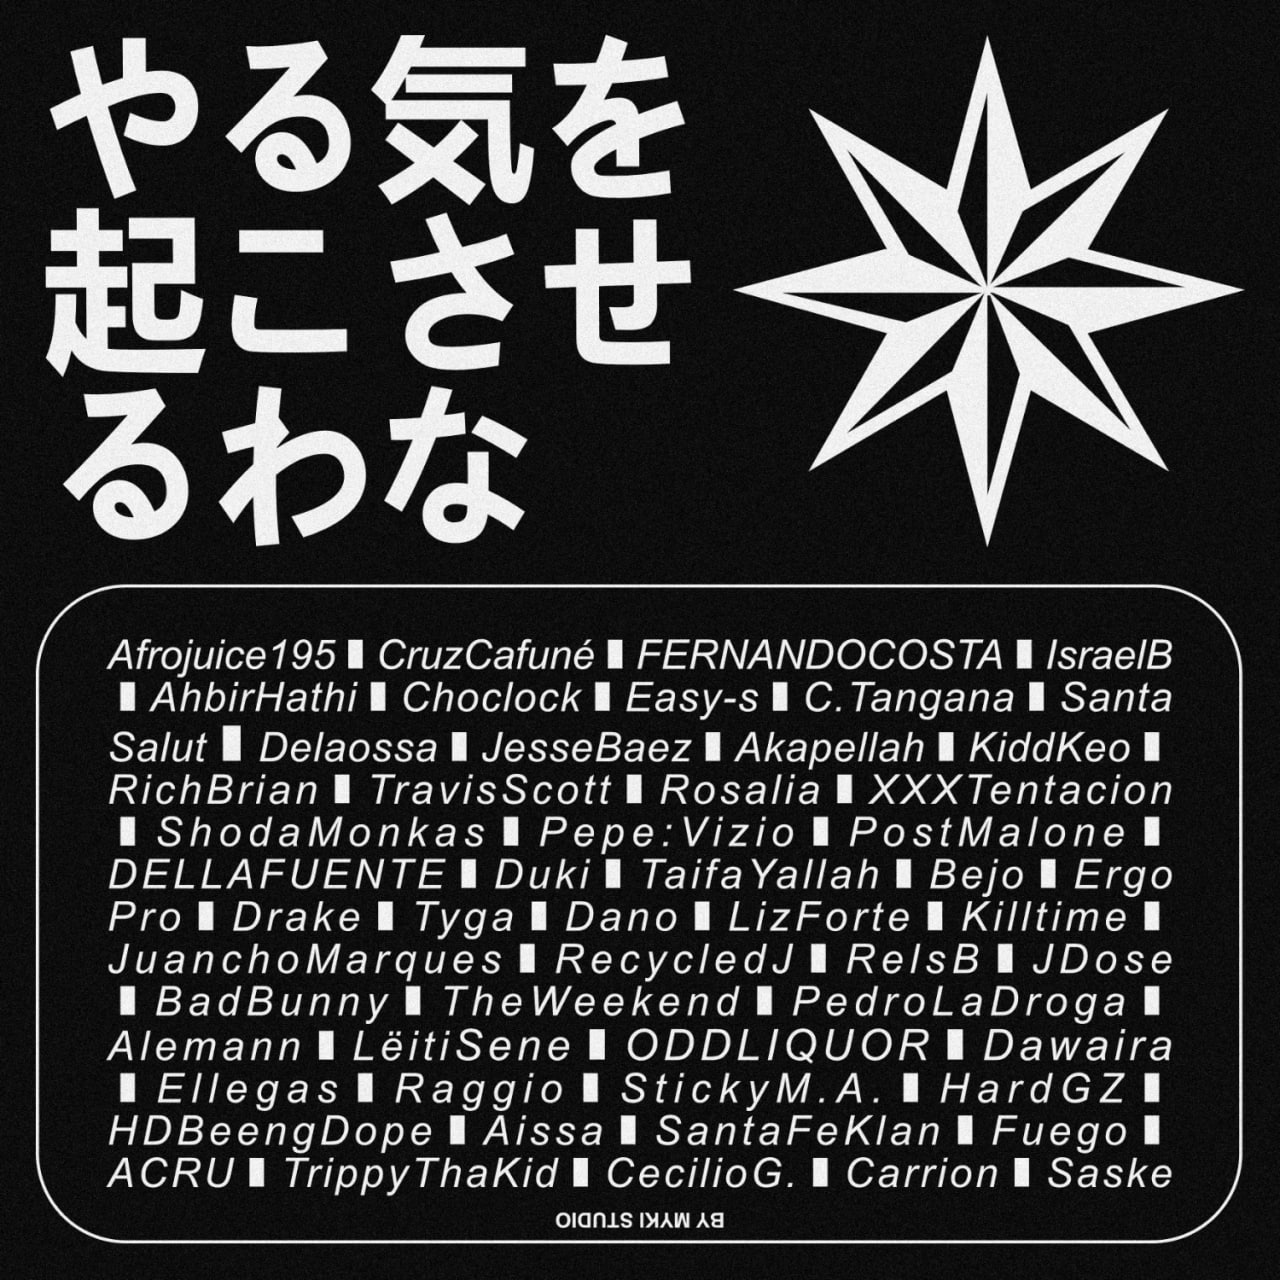 やる気を
起こさせ
るわな
Afrojuice195 ▮ CruzCafuné ▮ FERNANDOCOSTA ▮ IsraelB
▮ AhbirHathi ▮ Choclock ▮ Easy-s ▮ C.Tangana ▮ Santa
Salut ▮ Delaossa ▮ JesseBaez ▮ Akapellah ▮ KiddKeo ▮
RichBrian ▮ TravisScott ▮ Rosalia ▮ XXXTentacion
▮ ShodaMonkas ▮ Pepe:Vizio ▮ PostMalone ▮
DELLAFUENTE ▮ Duki ▮ TaifaYallah ▮ Bejo ▮ Ergo
Pro ▮ Drake ▮ Tyga ▮ Dano ▮ LizForte ▮ Killtime ▮
JuanchoMarques ▮ RecycledJ ▮ RelsB ▮ JDose
▮ BadBunny ▮ TheWeekend ▮ PedroLaDroga ▮
Alemann ▮ LëitiSene ▮ ODDLIQUOR ▮ Dawaira
▮ Ellegas ▮ Raggio ▮ StickyM.A. ▮ HardGZ ▮
HDBeengDope ▮ Aissa ▮ SantaFeKlan ▮ Fuego ▮
ACRU ▮ TrippyThaKid ▮ CecilioG. ▮ Carrion ▮ Saske
BY MYKI STUDIO